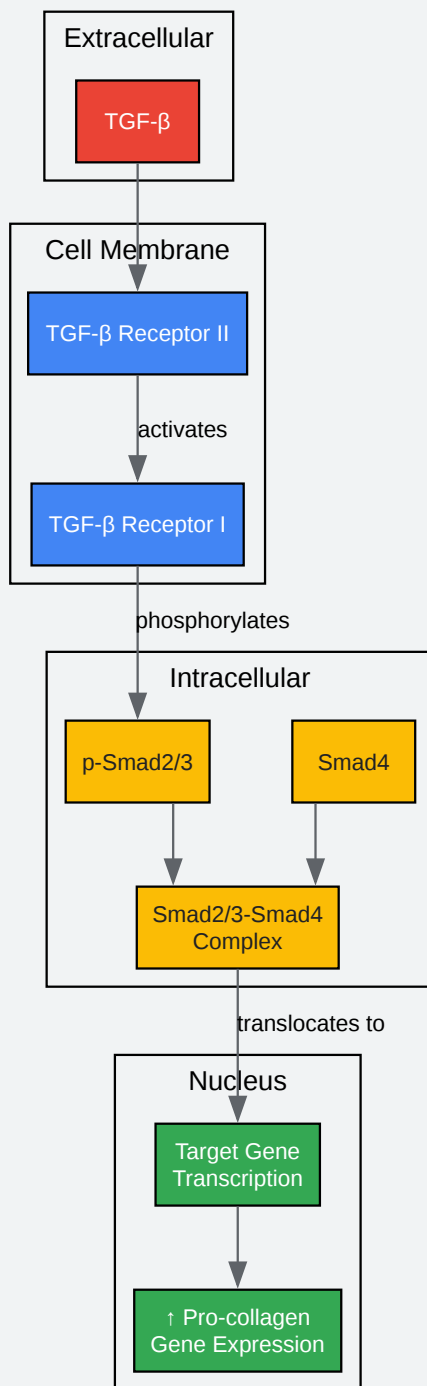 Extracellular
TGF-β
Cell Membrane
TGF-β Receptor II
activates
TGF-β Receptor I
phosphorylates
Intracellular
p-Smad2/3
Smad4
Smad2/3-Smad4
Complex
translocates to
Nucleus
Target Gene
Transcription
↑ Pro-collagen
Gene Expression